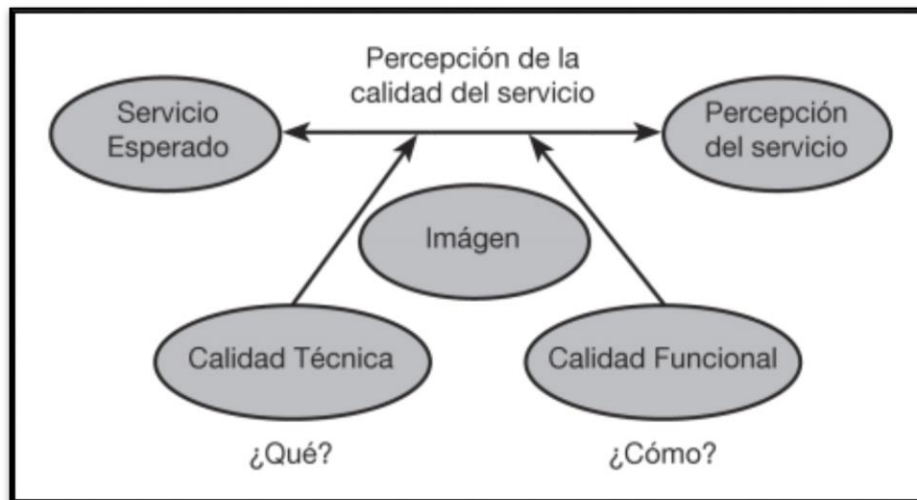 Percepción de la
calidad del servicio
Servicio
Esperado
Percepción
del servicio
Imágen
Calidad Técnica
Calidad Funcional
¿Qué?
¿Cómo?